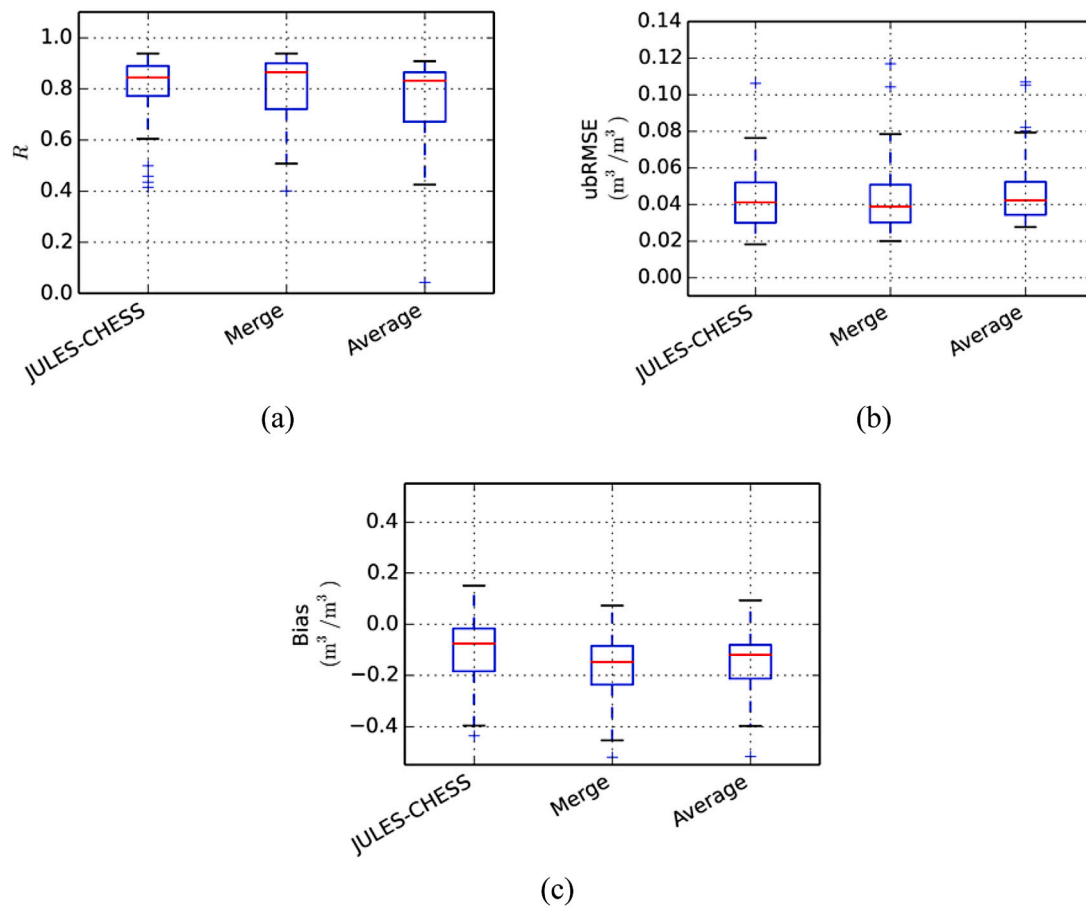 1.0
0.8
0.6
0.4
0.2
0.0
R
JULES-CHESS
Merge
Average
(a)
0.14
0.12
0.10
0.08
0.06
0.04
0.02
0.00
ubRMSE
(m³/m³)
JULES-CHESS
Merge
Average
(b)
0.4
0.2
0.0
−0.2
−0.4
Bias
(m³/m³)
JULES-CHESS
Merge
Average
(c)